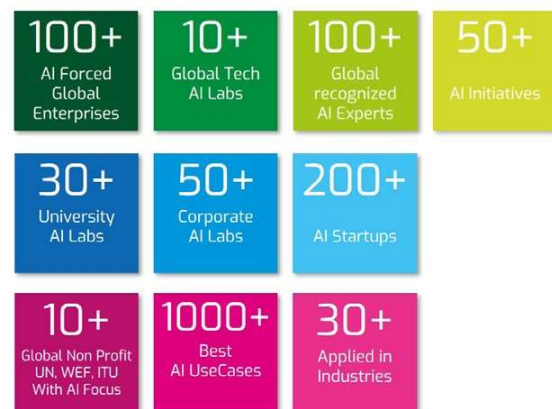 100+
AI Forced
Global
Enterprises
10+
Global Tech
AI Labs
100+
Global
recognized
AI Experts
50+
AI Initiatives
30+
University
AI Labs
50+
Corporate
AI Labs
200+
AI Startups
10+
Global Non Profit
UN, WEF, ITU
With AI Focus
1000+
Best
AI UseCases
30+
Applied in
Industries